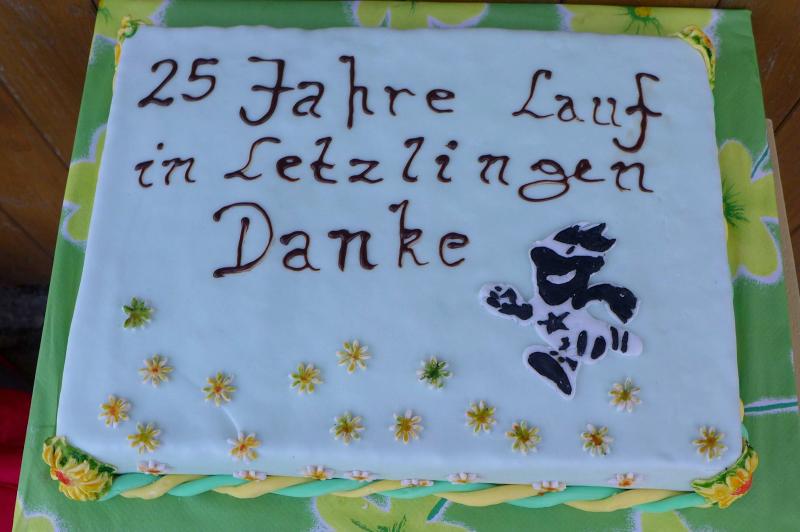 25 Jahre Lauf
in Letzlingen
Danke